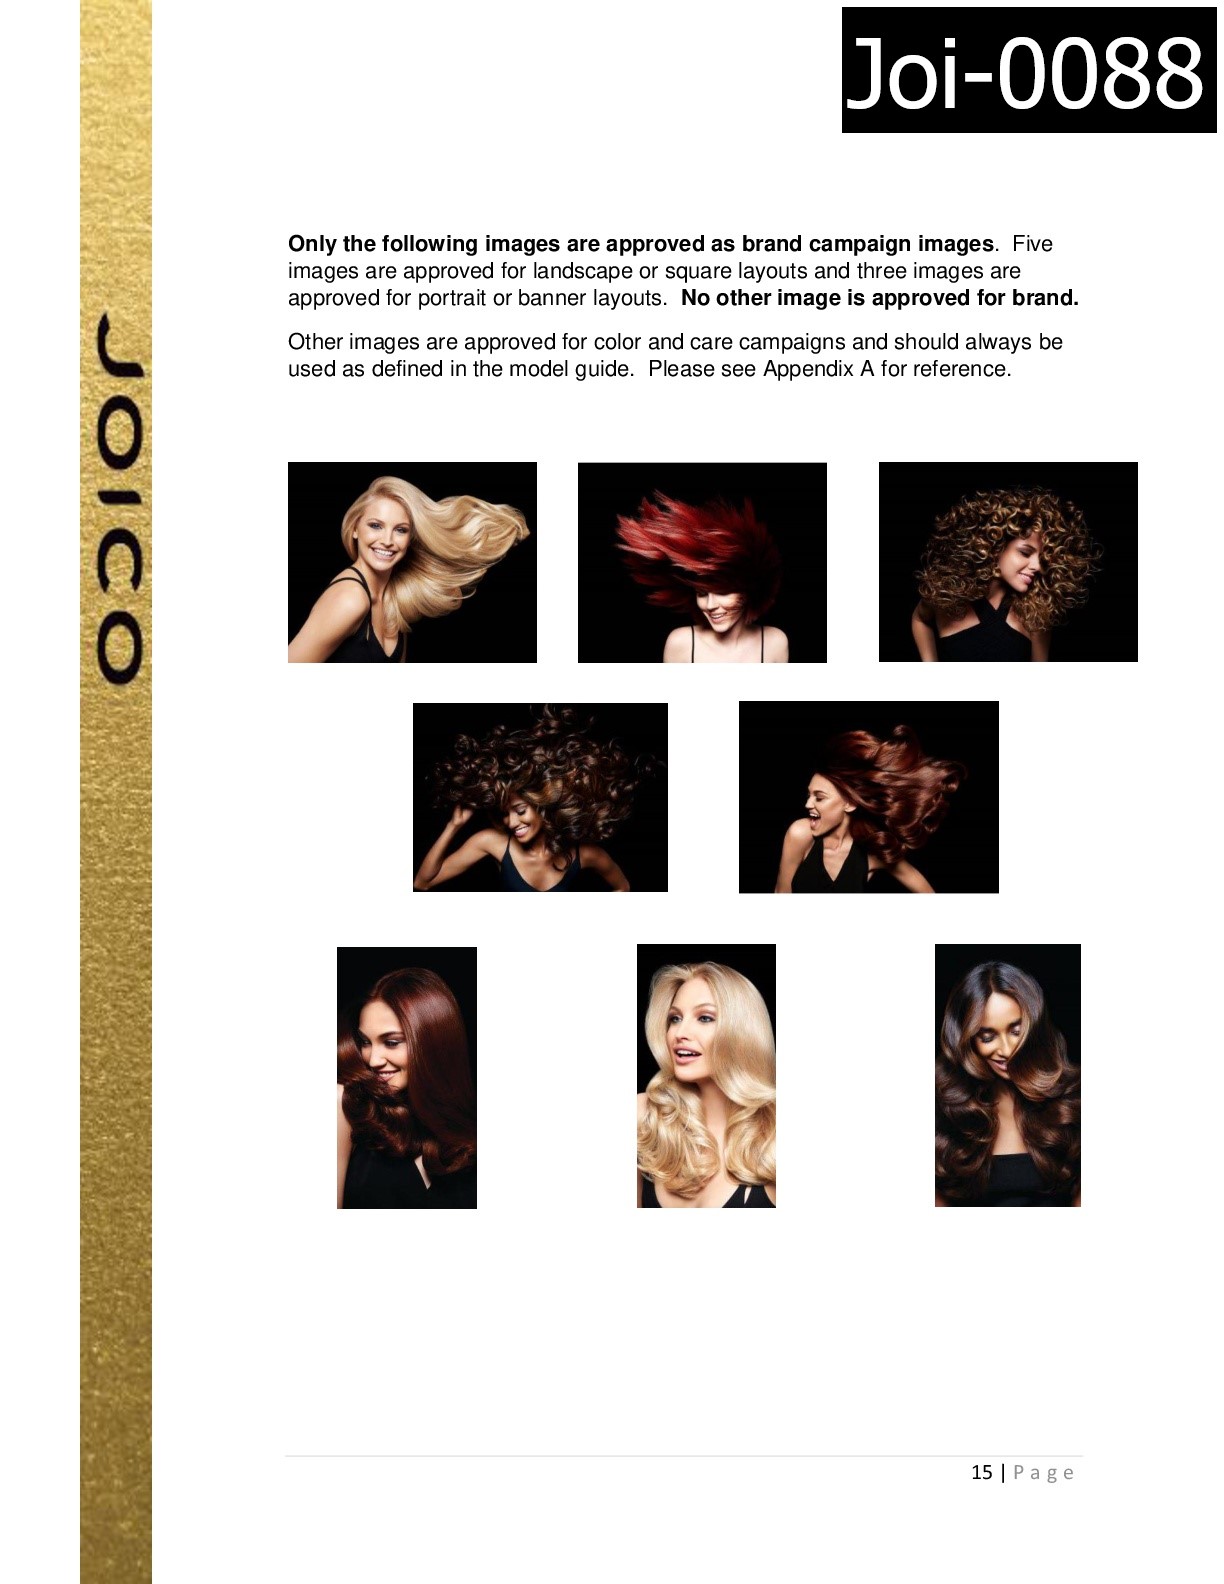 Joi-0088
Only the following images are approved as brand campaign images.  Five
images are approved for landscape or square layouts and three images are
approved for portrait or banner layouts.  No other image is approved for brand.
Other images are approved for color and care campaigns and should always be
used as defined in the model guide.  Please see Appendix A for reference.
JOICO
15 | Page